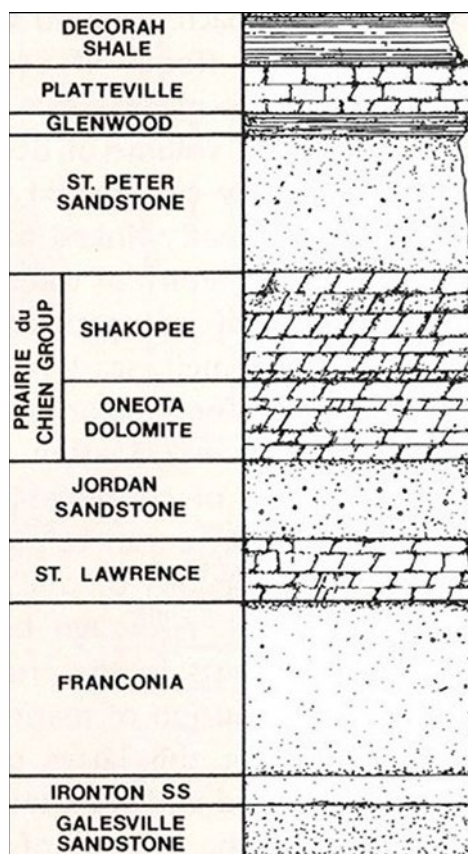 DECORAH
SHALE
PLATTEVILLE
GLENWOOD
ST. PETER
SANDSTONE
PRAIRIE du
CHIEN GROUP
SHAKOPEE
ONEOTA
DOLOMITE
JORDAN
SANDSTONE
ST. LAWRENCE
FRANCONIA
IRONTON SS
GALESVILLE
SANDSTONE